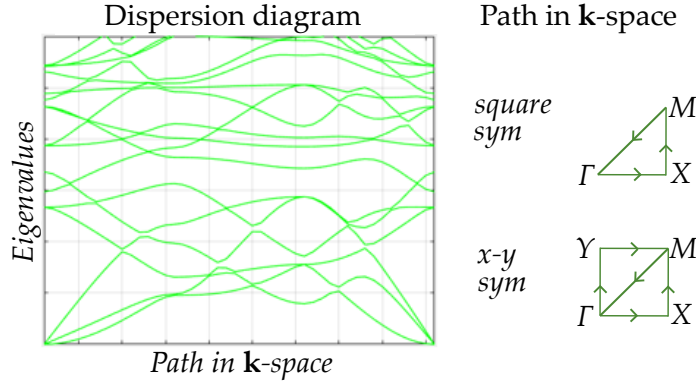 Dispersion diagram
Eigenvalues
Path in k-space
Path in k-space
square
sym
M
Γ
X
x-y
sym
Y
M
Γ
X